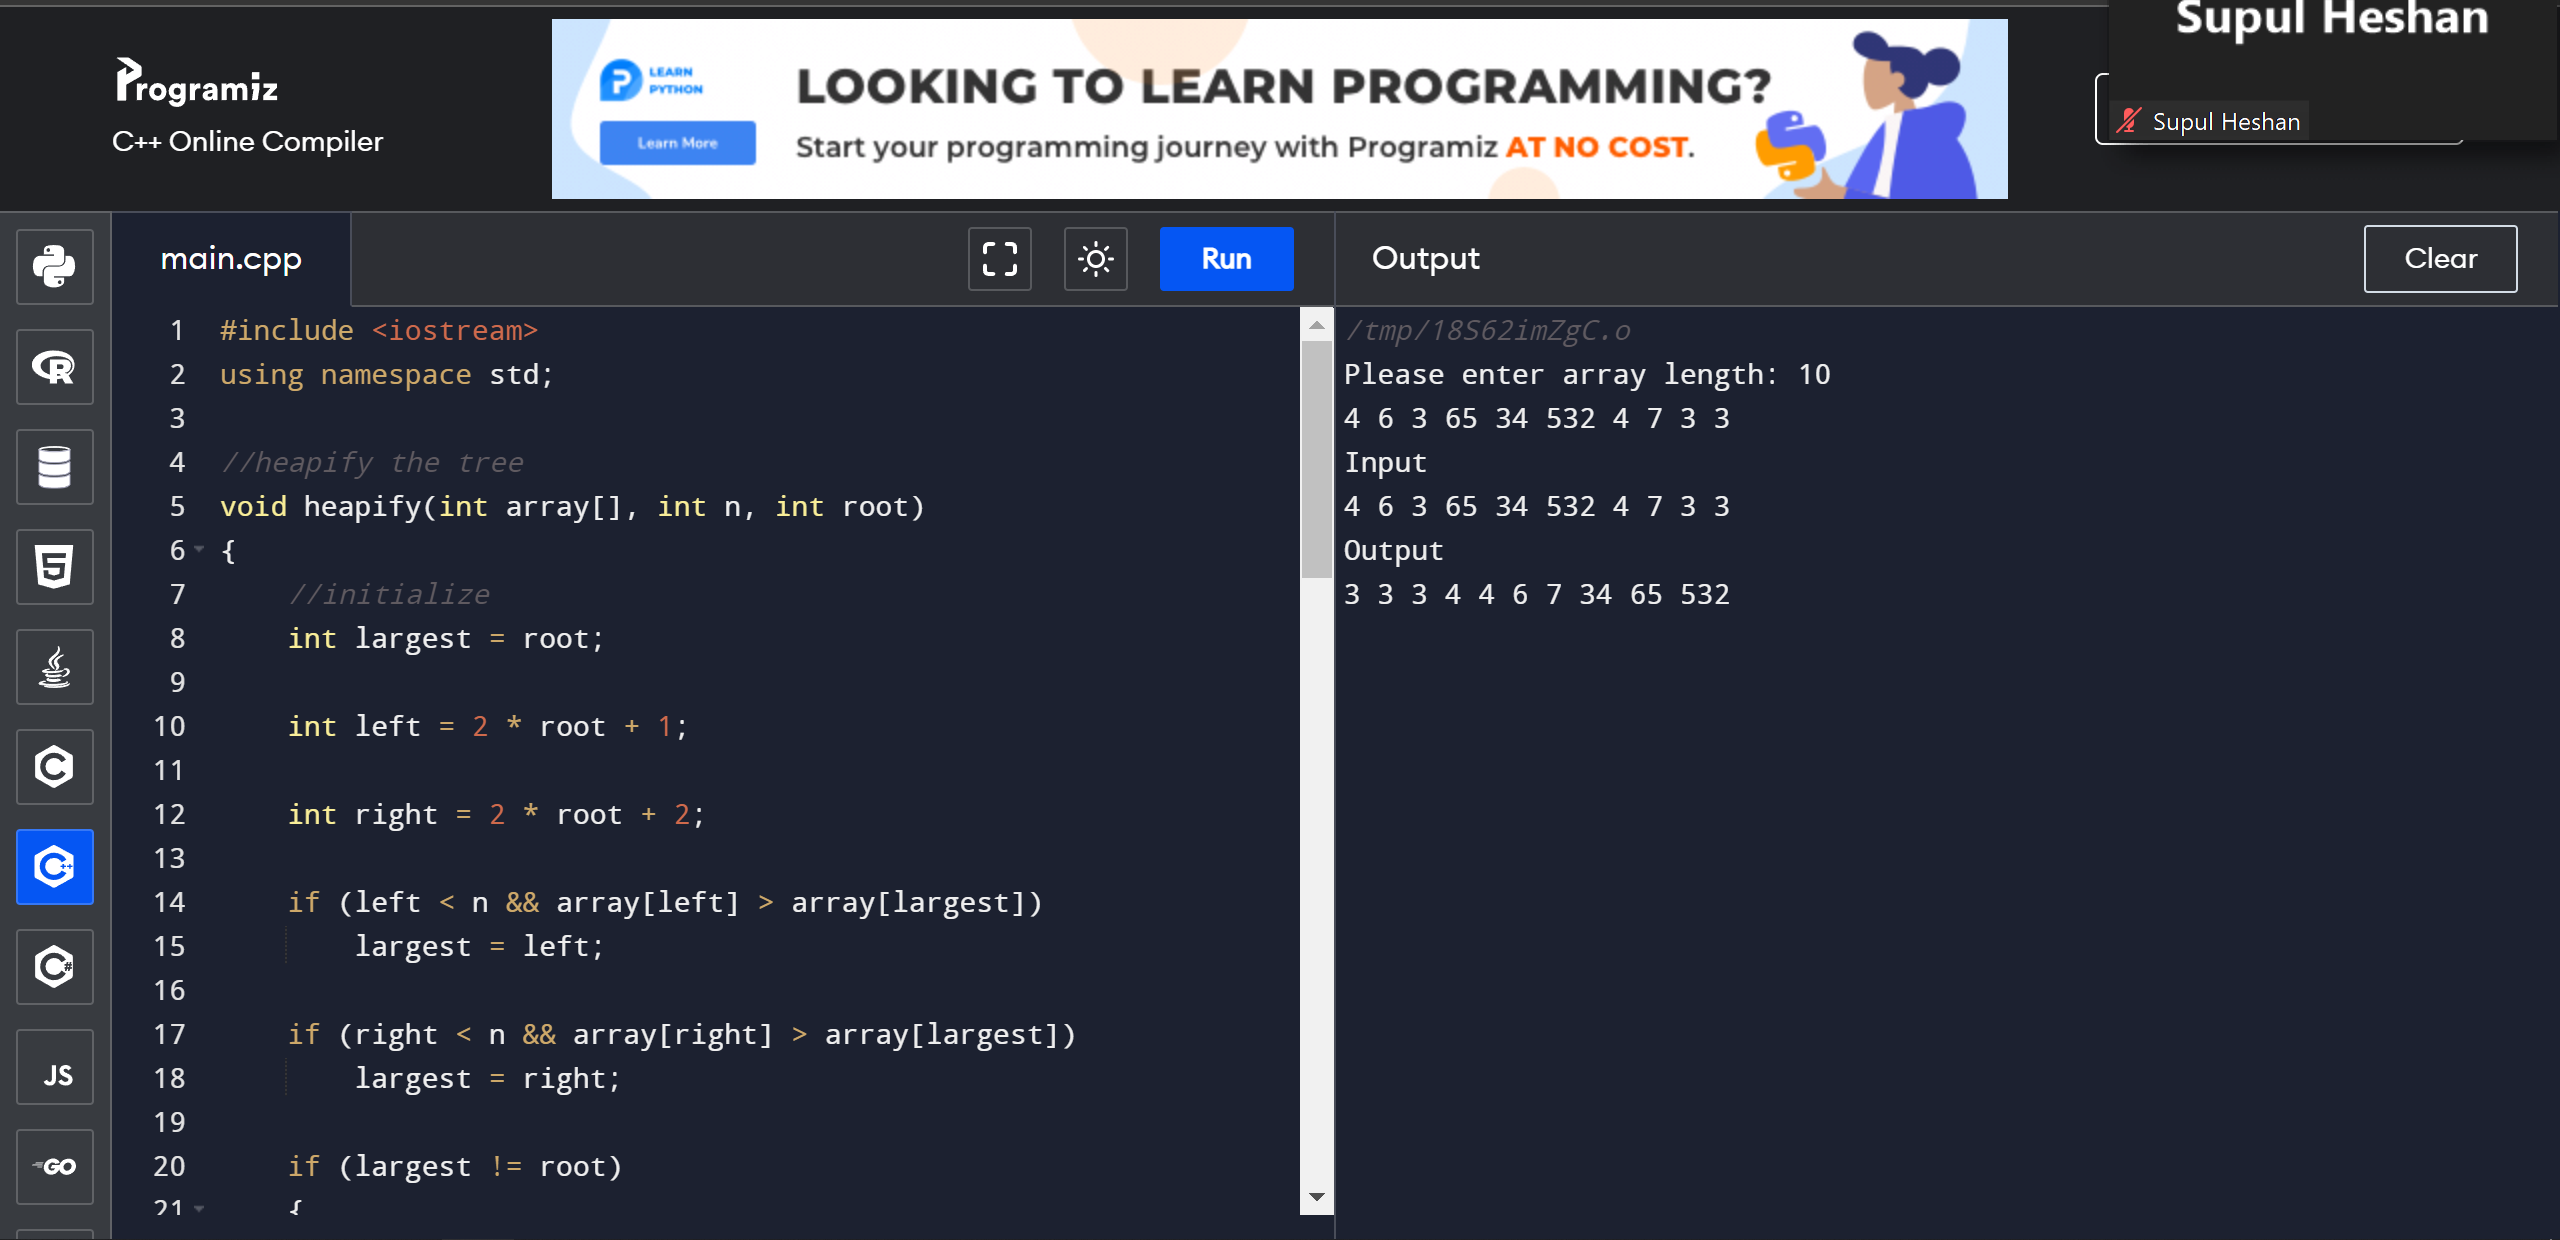 Supul Heshan
Programiz
C++ Online Compiler
LEARN
PYTHON
Learn More
LOOKING TO LEARN PROGRAMMING?
Start your programming journey with Programiz AT NO COST.
Supul Heshan
main.cpp
Run
Output
Clear
1 #include <iostream>
2 using namespace std;
3
4 //heapify the tree
5 void heapify(int array[], int n, int root)
6 {
7 //initialize
8 int largest = root;
9
10 int left = 2 * root + 1;
11
12 int right = 2 * root + 2;
13
14 if (left < n && array[left] > array[largest])
15 largest = left;
16
17 if (right < n && array[right] > array[largest])
18 largest = right;
19
20 if (largest != root)
21 {
/tmp/18S62imZgC.o
Please enter array length: 10
4 6 3 65 34 532 4 7 3 3
Input
4 6 3 65 34 532 4 7 3 3
Output
3 3 3 4 4 6 7 34 65 532
R
5
C
C++
C#
JS
GO